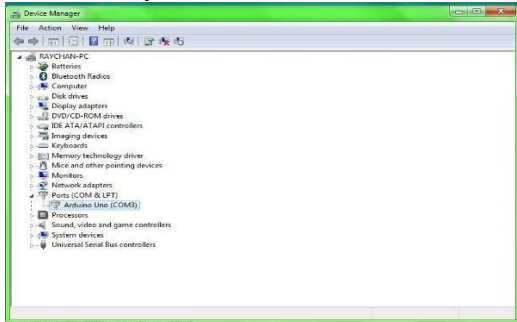 Device Manager
File Action View Help
RAYCHAN-PC
Batteries
Bluetooth Radios
Computer
Disk drives
Display adapters
DVD/CD-ROM drives
IDE ATA/ATAPI controllers
Imaging devices
Keyboards
Memory technology driver
Mice and other pointing devices
Monitors
Network adapters
Ports (COM & LPT)
Arduino Uno (COM3)
Processors
Sound, video and game controllers
System devices
Universal Serial Bus controllers